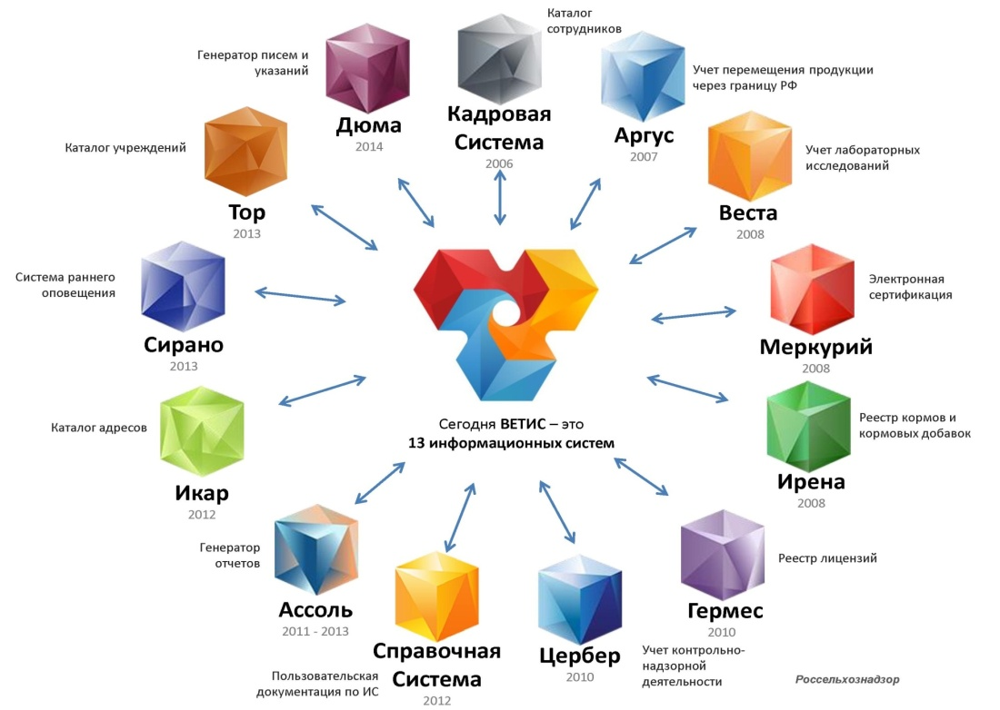 Каталог
сотрудников
Кадровая
Система
2006
Учет перемещения продукции
через границу РФ
Аргус
2007
Учет лабораторных
исследований
Веста
2008
Электронная
сертификация
Меркурий
2008
Реестр кормов и
кормовых добавок
Ирена
2008
Реестр лицензий
Гермес
2010
Цербер
2010
Учет контрольно-
надзорной
деятельности
Справочная
Система
2012
Пользовательская
документация по ИС
Генератор
отчетов
Ассоль
2011 - 2013
Каталог адресов
Икар
2012
Система раннего
оповещения
Сирано
2013
Каталог учреждений
Тор
2013
Генератор писем и
указаний
Дюма
2014
Сегодня ВЕТИС – это
13 информационных систем
Россельхознадзор